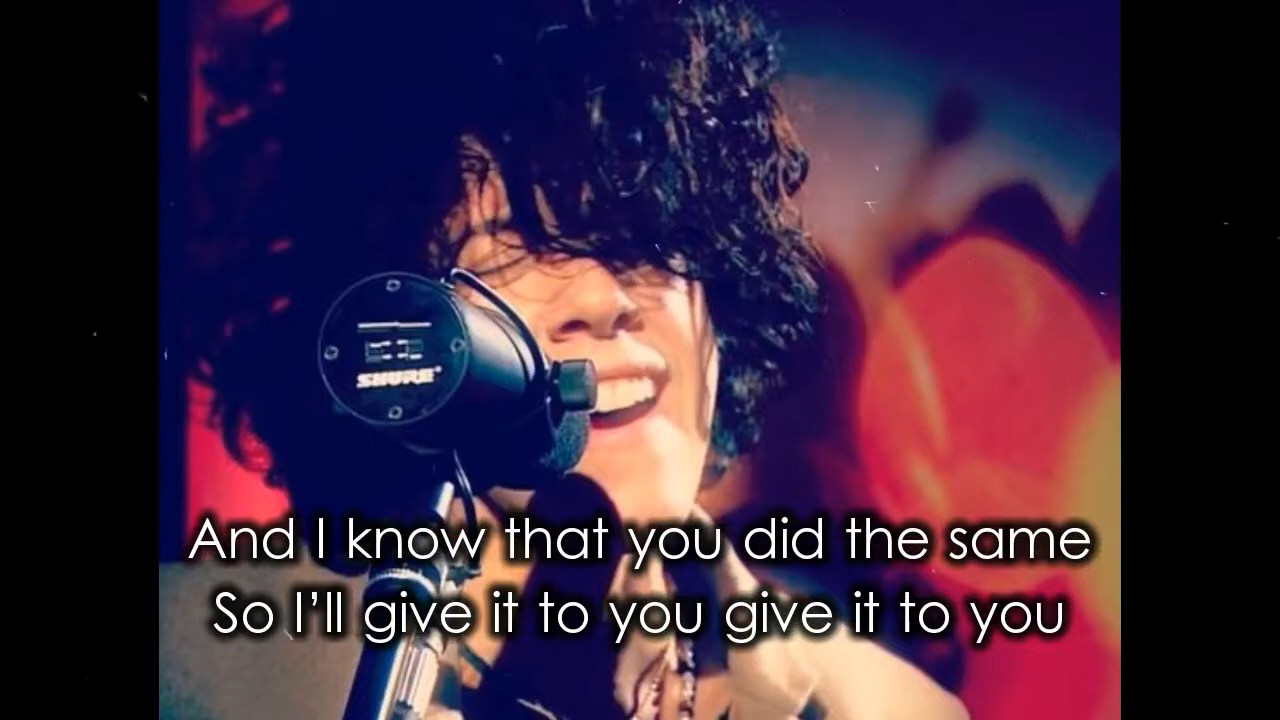 SHURE
And I know that you did the same
So I’ll give it to you give it to you